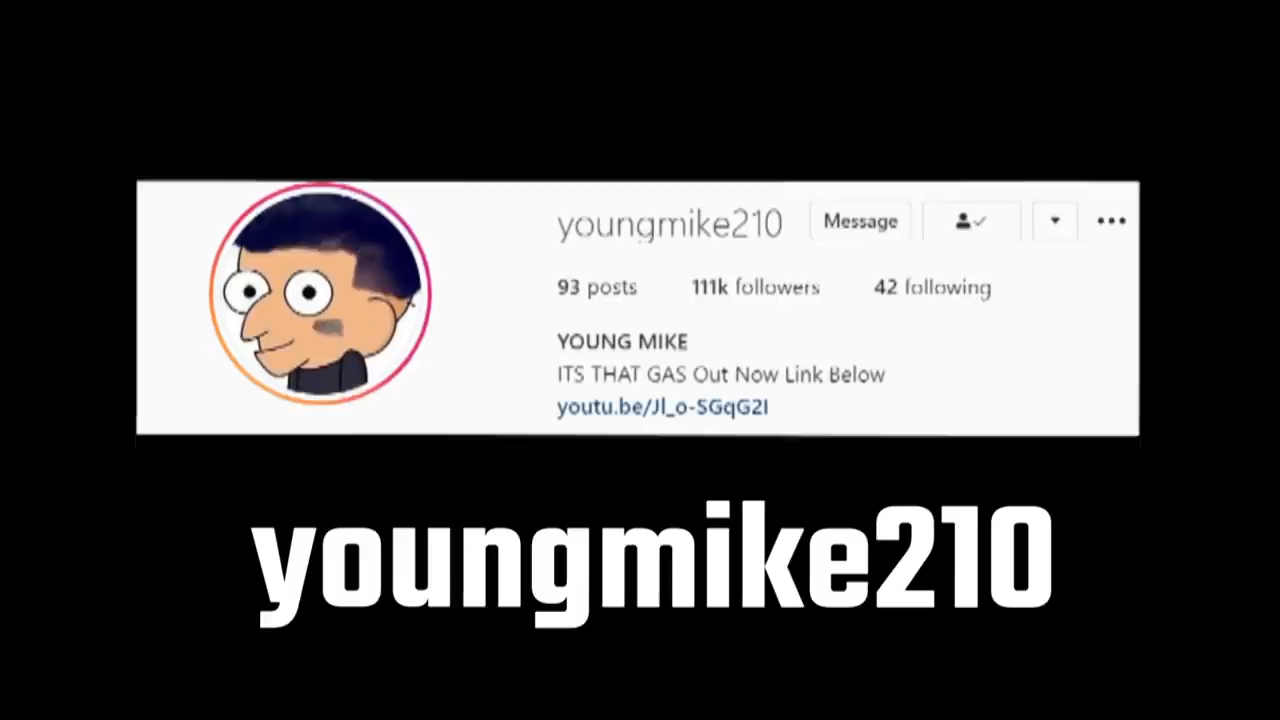 youngmike210 Message
93 posts 111k followers 42 following
YOUNG MIKE
ITS THAT GAS Out Now Link Below
youtu.be/Jl_o-SGqG2I
youngmike210